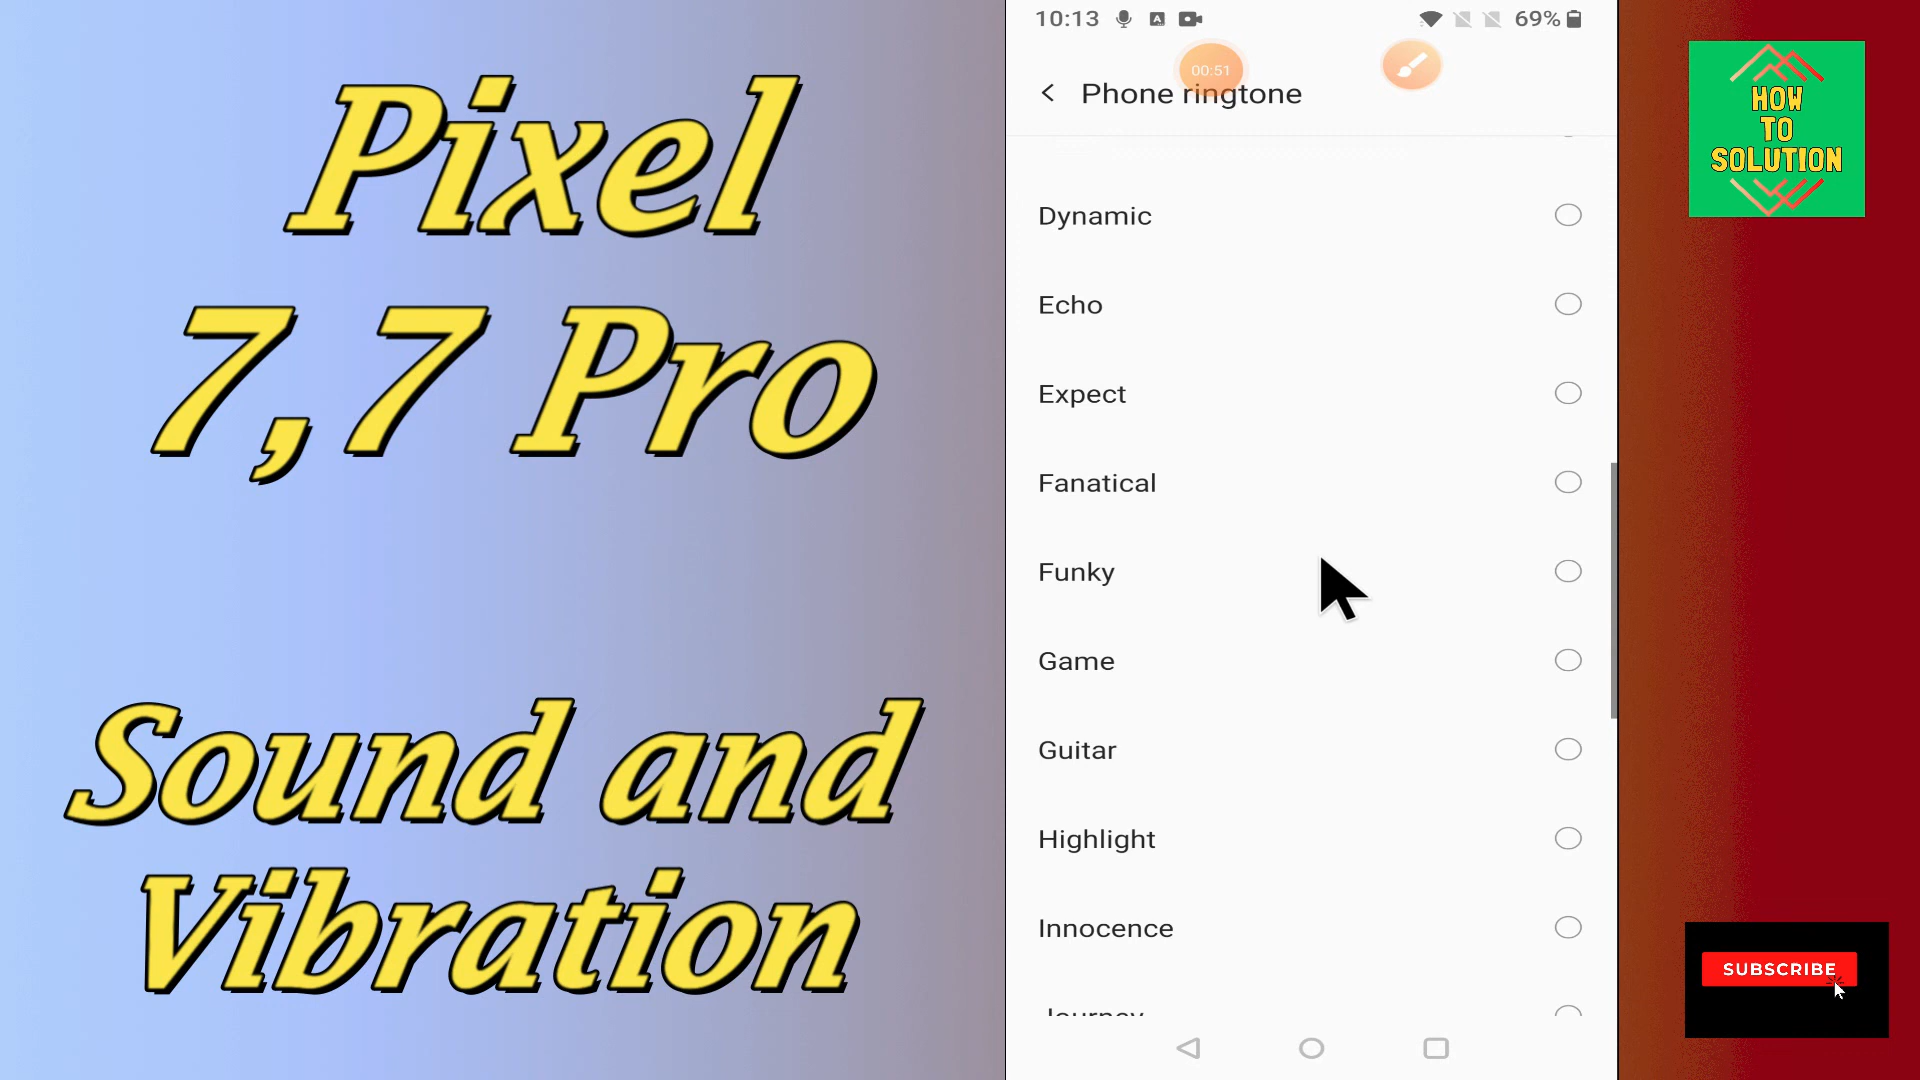 Pixel
7,7 Pro
Sound and
Vibration
10:13
A
69%
00:51
Phone ringtone
Dynamic
Echo
Expect
Fanatical
Funky
Game
Guitar
Highlight
Innocence
Journey
HOW
TO
SOLUTION
SUBSCRIBE